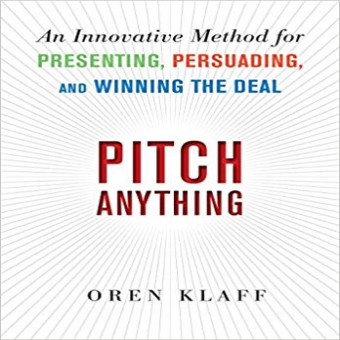 An Innovative Method for
PRESENTING, PERSUADING,
AND WINNING THE DEAL
PITCH
ANYTHING
OREN KLAFF